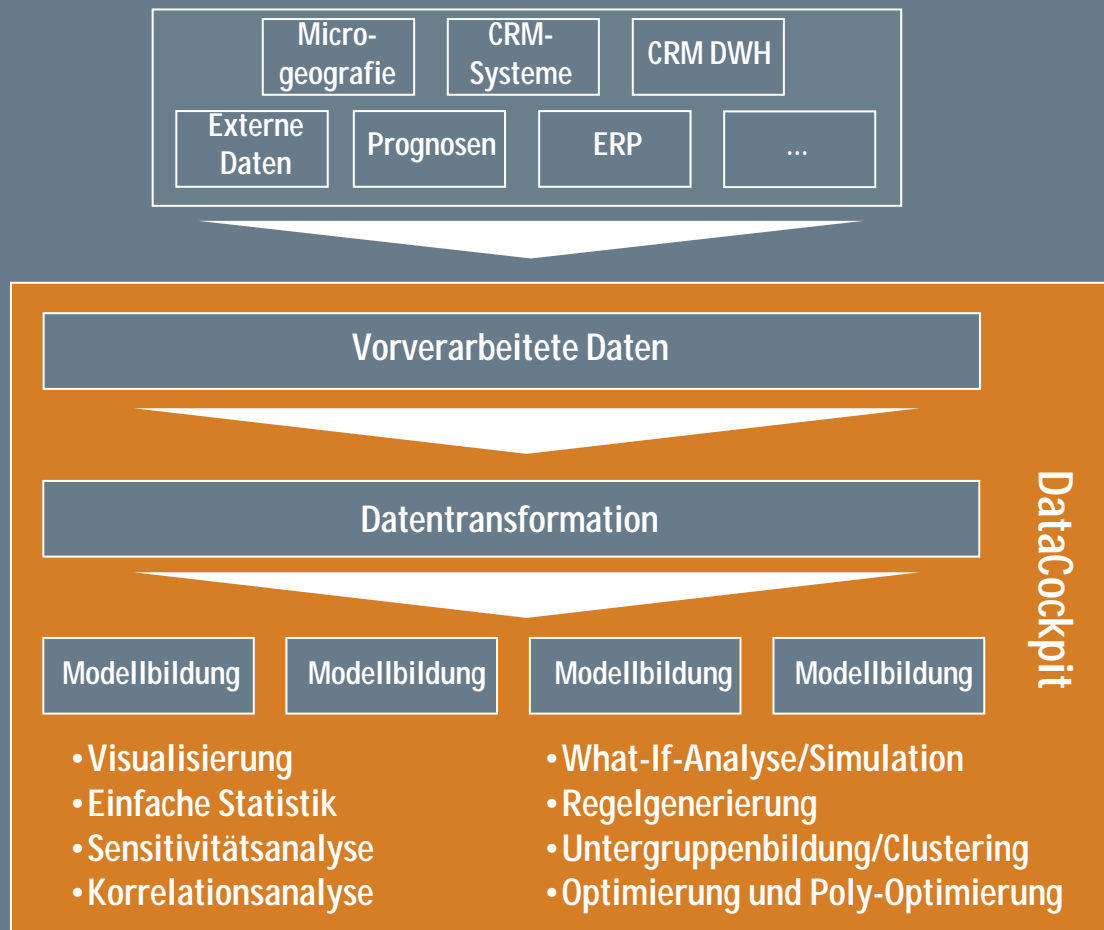 Micro-
geografie
CRM-
Systeme
CRM DWH
Externe
Daten
Prognosen
ERP
...
Vorverarbeitete Daten
Datentransformation
DataCockpit
Modellbildung
Modellbildung
Modellbildung
Modellbildung
•Visualisierung
•Einfache Statistik
•Sensitivitätsanalyse
•Korrelationsanalyse
•What-If-Analyse/Simulation
•Regelgenerierung
•Untergruppenbildung/Clustering
•Optimierung und Poly-Optimierung